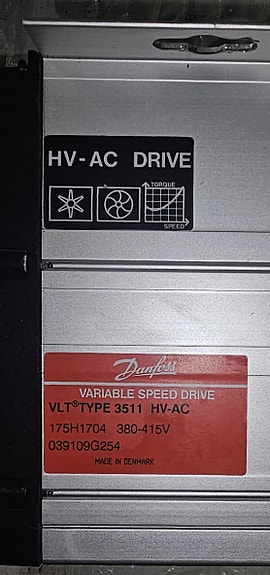 HV-AC DRIVE
TORQUE
SPEED
Danfoss
VARIABLE SPEED DRIVE
VLT®TYPE 3511 HV-AC
175H1704 380-415V
039109G254
MADE IN DENMARK